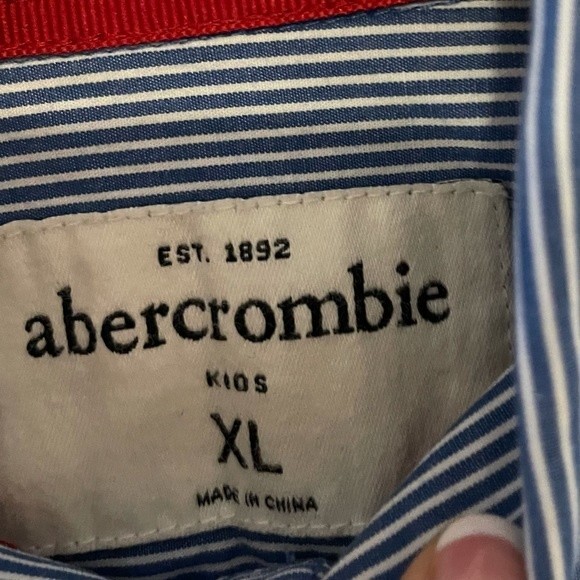 EST. 1892
abercrombie
KIDS
XL
MADE IN CHINA